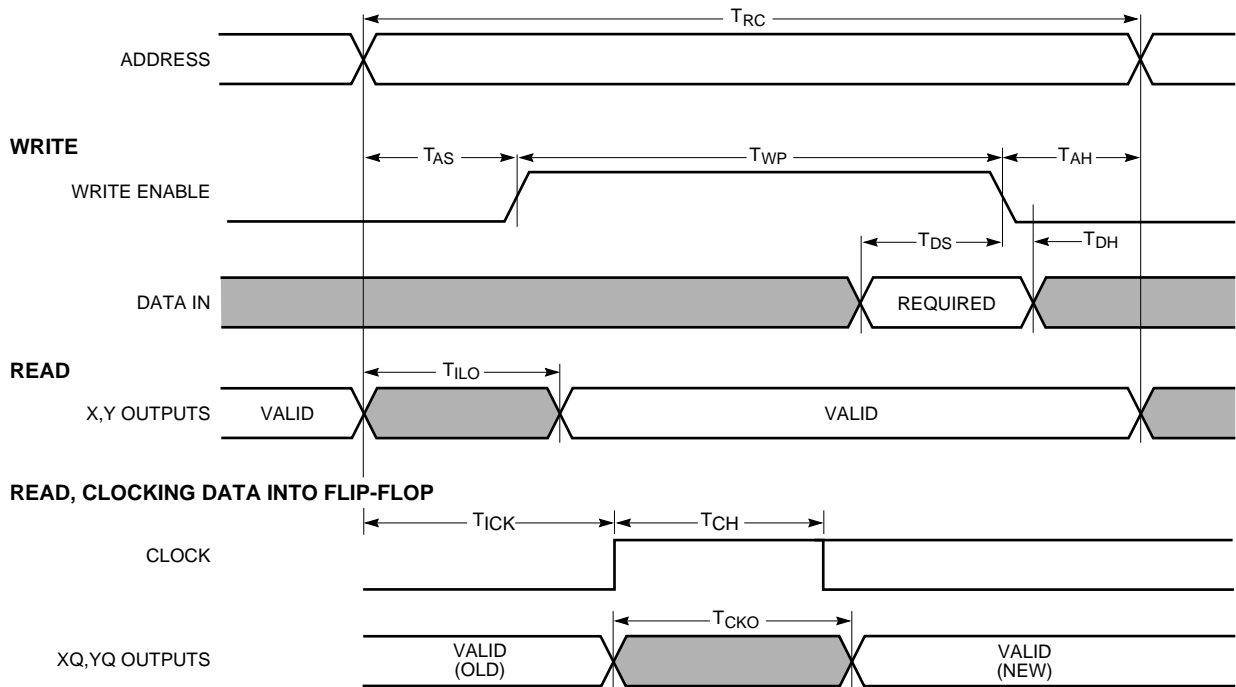 TRC
ADDRESS
WRITE
TAS
TWP
TAH
WRITE ENABLE
TDS
TDH
DATA IN
REQUIRED
READ
TILO
X,Y OUTPUTS
VALID
VALID
READ, CLOCKING DATA INTO FLIP-FLOP
TICK
TCH
CLOCK
TCKO
XQ,YQ OUTPUTS
VALID
(OLD)
VALID
(NEW)